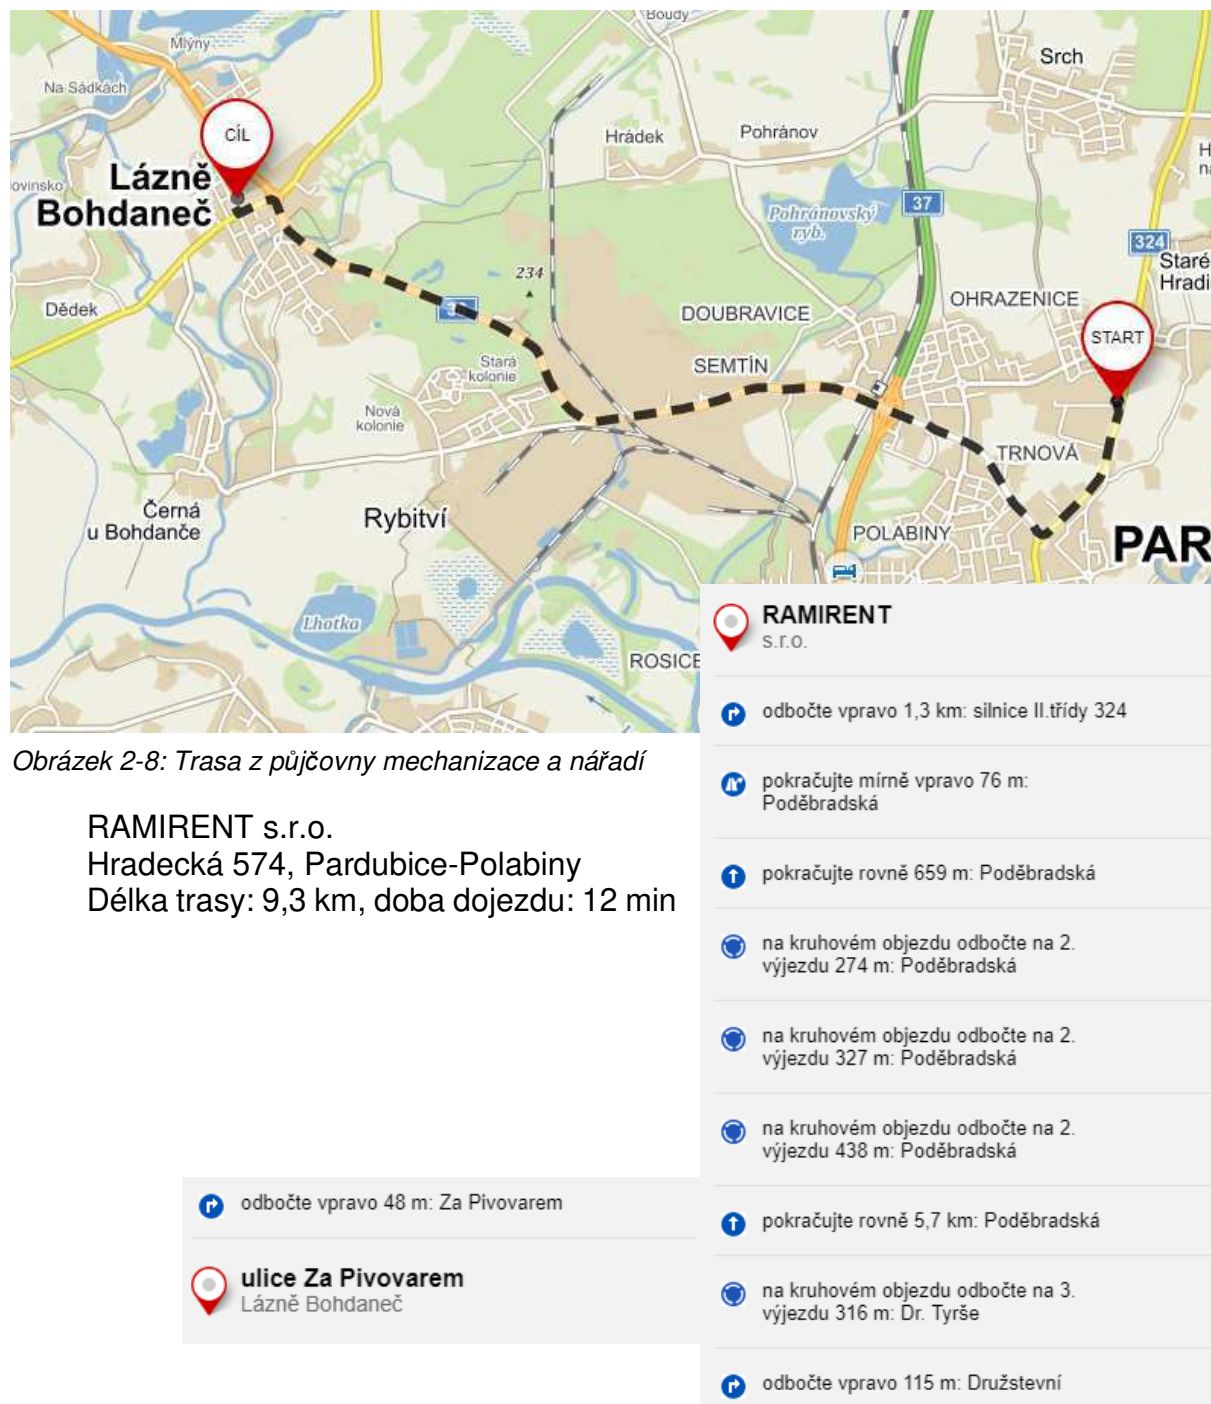 Boudy
Mlýny
Srch
Na Sádkách
CÍL
Hrádek
Pohránov
Lázně
Bohdaneč
37
Pohránovský
ryb.
324
Staré
Hradi
234
Dědek
DOUBRAVICE
OHRAZENICE
START
Stará
kolonie
SEMTÍN
Nová
kolonie
TRNOVÁ
Černá
u Bohdanče
Rybitví
POLABINY
PAR
Lhotka
ROSICE
Obrázek 2-8: Trasa z půjčovny mechanizace a nářadí
RAMIRENT s.r.o.
Hradecká 574, Pardubice-Polabiny
Délka trasy: 9,3 km, doba dojezdu: 12 min
RAMIRENT
s.r.o.
odbočte vpravo 1,3 km: silnice II.třídy 324
pokračujte mírně vpravo 76 m:
Poděbradská
pokračujte rovně 659 m: Poděbradská
na kruhovém objezdu odbočte na 2.
výjezdu 274 m: Poděbradská
na kruhovém objezdu odbočte na 2.
výjezdu 327 m: Poděbradská
na kruhovém objezdu odbočte na 2.
výjezdu 438 m: Poděbradská
pokračujte rovně 5,7 km: Poděbradská
na kruhovém objezdu odbočte na 3.
výjezdu 316 m: Dr. Tyrše
odbočte vpravo 115 m: Družstevní
odbočte vpravo 48 m: Za Pivovarem
ulice Za Pivovarem
Lázně Bohdaneč